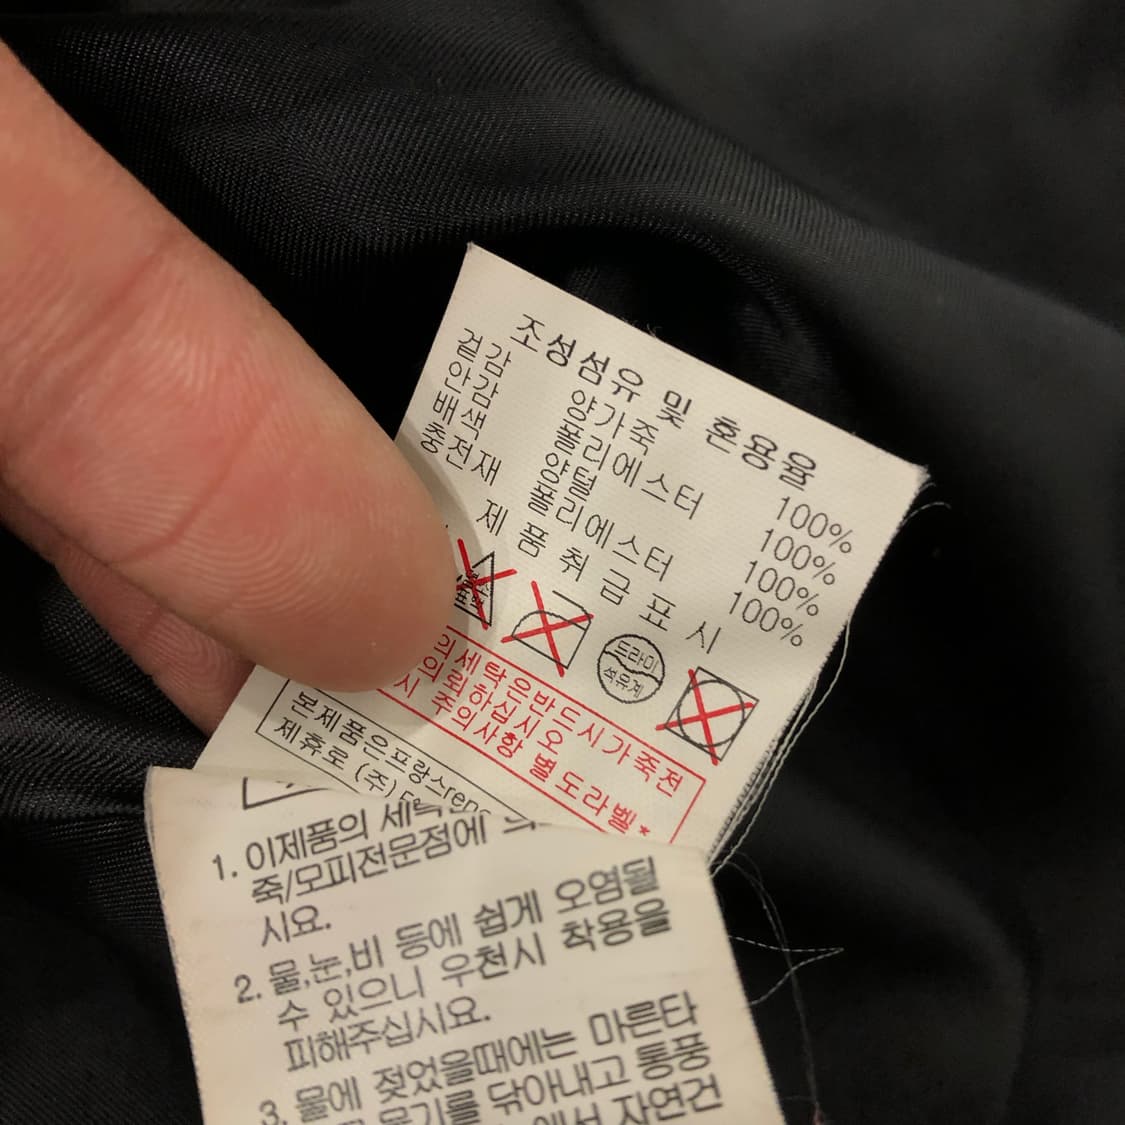 조성섬유 및 혼용율
겉감 양가죽 100%
안감 폴리에스터 100%
배색 양털 100%
충전재 폴리에스터 100%
제품취급표시
드라이
석유계
의세탁은반드시가죽전
의뢰하십시오
시 주의사항 별도라벨*
본제품은프랑스
제휴로 (주)
1. 이제품의 세탁은
죽/모피전문점에
시요.
2. 물,눈,비 등에 쉽게 오염될
수 있으니 우천시 착용을
피해주십시요.
3. 물에 젖었을때에는 마른타
물기를 닦아내고 통풍
에서 자연건